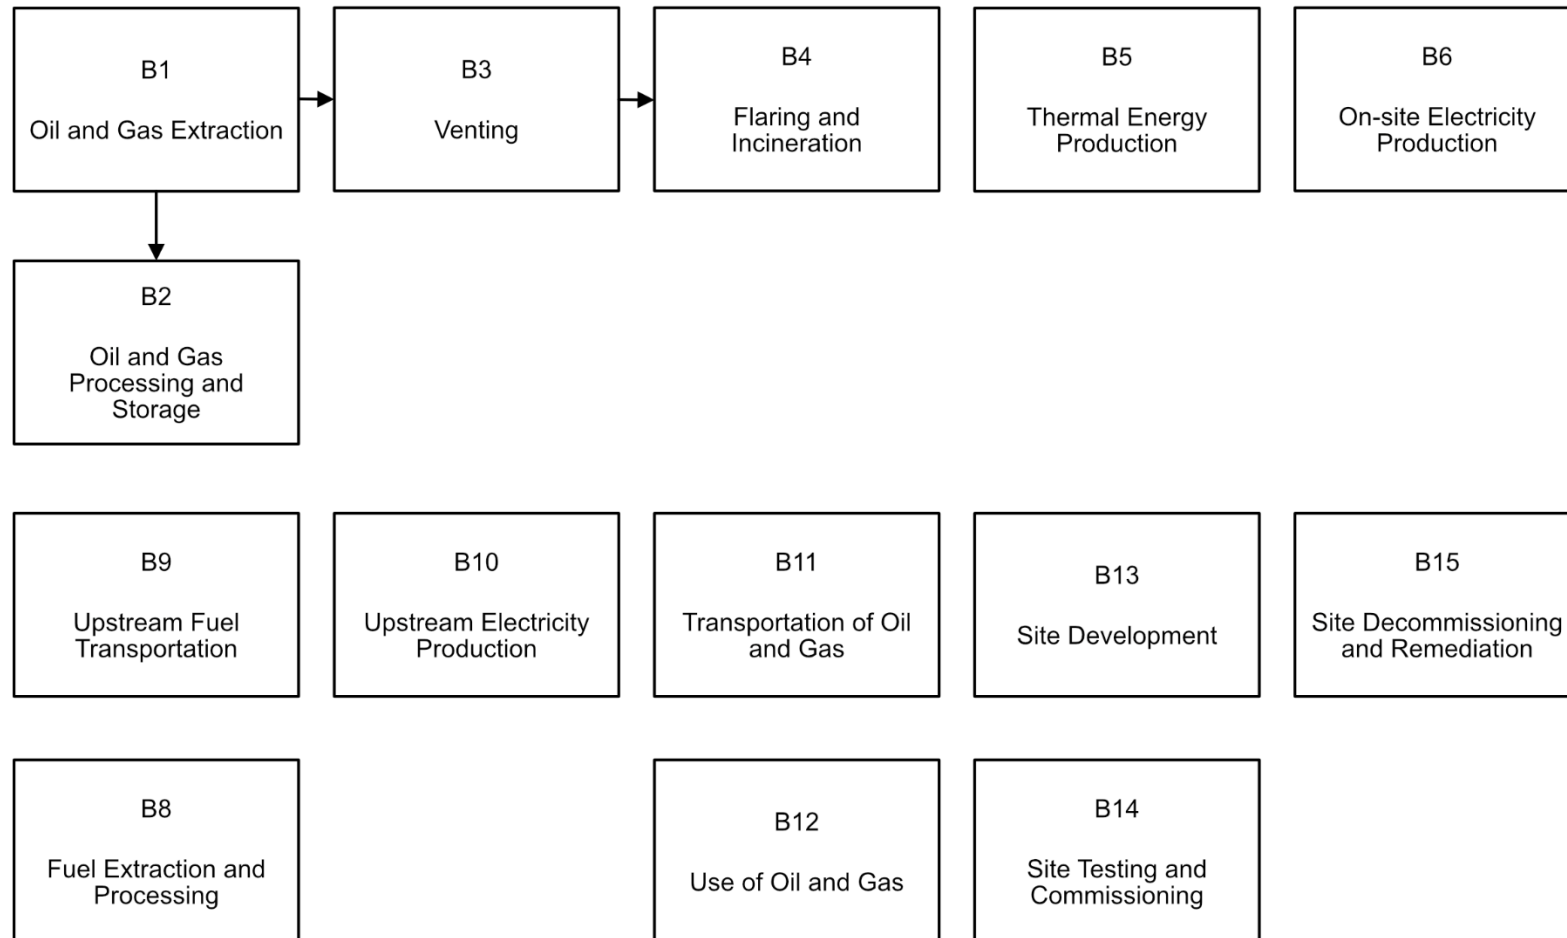 B1
Oil and Gas Extraction
B3
Venting
B4
Flaring and
Incineration
B5
Thermal Energy
Production
B6
On-site Electricity
Production
B2
Oil and Gas
Processing and
Storage
B9
Upstream Fuel
Transportation
B10
Upstream Electricity
Production
B11
Transportation of Oil
and Gas
B13
Site Development
B15
Site Decommissioning
and Remediation
B8
Fuel Extraction and
Processing
B12
Use of Oil and Gas
B14
Site Testing and
Commissioning